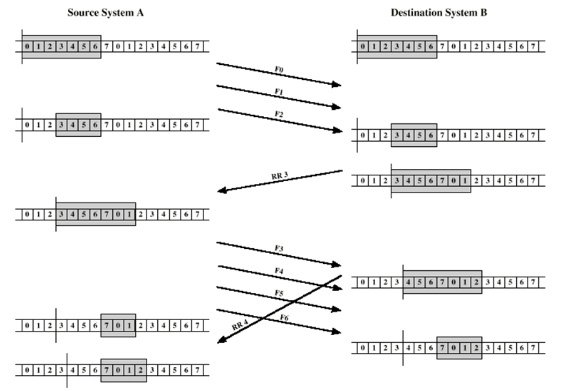 Source System A Destination System B
0 1 2 3 4 5 6 7 0 1 2 3 4 5 6 7 0 1 2 3 4 5 6 7 0 1 2 3 4 5 6 7
F0
F1
F2
0 1 2 3 4 5 6 7 0 1 2 3 4 5 6 7 0 1 2 3 4 5 6 7 0 1 2 3 4 5 6 7
RR 3
0 1 2 3 4 5 6 7 0 1 2 3 4 5 6 7
0 1 2 3 4 5 6 7 0 1 2 3 4 5 6 7
F3
F4
0 1 2 3 4 5 6 7 0 1 2 3 4 5 6 7
F5
F6
RR 4
0 1 2 3 4 5 6 7 0 1 2 3 4 5 6 7
0 1 2 3 4 5 6 7 0 1 2 3 4 5 6 7
0 1 2 3 4 5 6 7 0 1 2 3 4 5 6 7